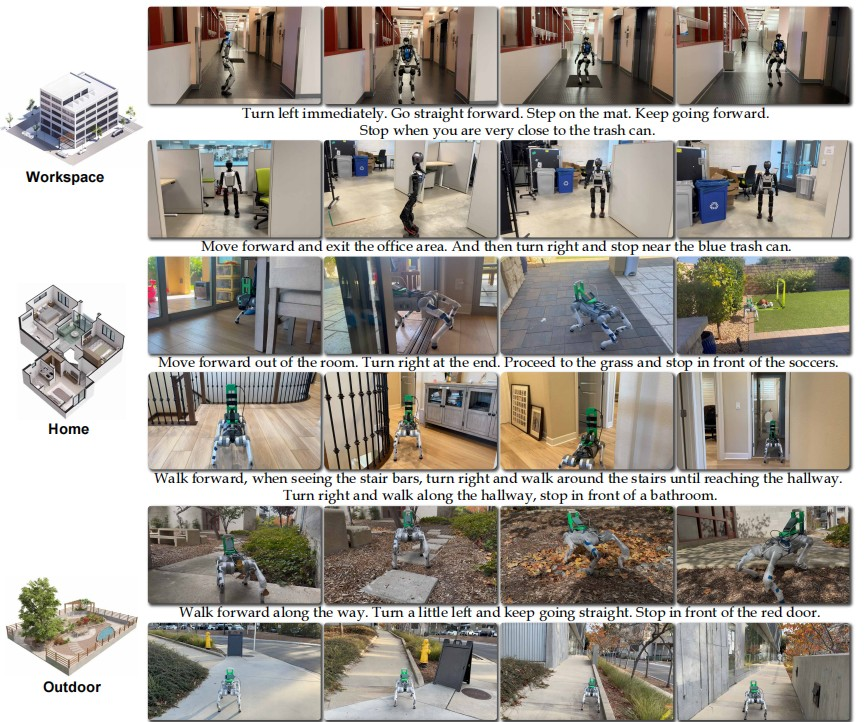 Turn left immediately. Go straight forward. Step on the mat. Keep going forward.
Stop when you are very close to the trash can.
Workspace
Move forward and exit the office area. And then turn right and stop near the blue trash can.
Move forward out of the room. Turn right at the end. Proceed to the grass and stop in front of the soccers.
Home
Walk forward, when seeing the stair bars, turn right and walk around the stairs until reaching the hallway.
Turn right and walk along the hallway, stop in front of a bathroom.
Walk forward along the way. Turn a little left and keep going straight. Stop in front of the red door.
Outdoor